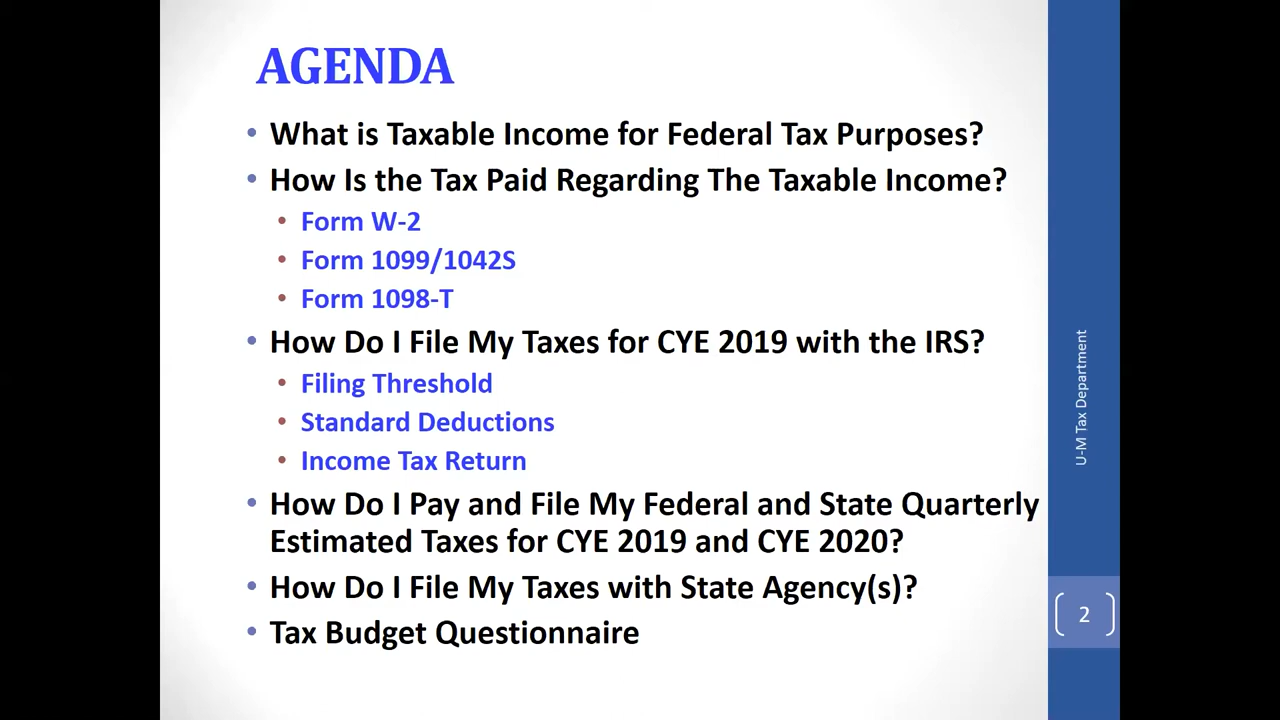 AGENDA
• What is Taxable Income for Federal Tax Purposes?
• How Is the Tax Paid Regarding The Taxable Income?
• Form W-2
• Form 1099/1042S
• Form 1098-T
• How Do I File My Taxes for CYE 2019 with the IRS?
• Filing Threshold
• Standard Deductions
• Income Tax Return
• How Do I Pay and File My Federal and State Quarterly
Estimated Taxes for CYE 2019 and CYE 2020?
• How Do I File My Taxes with State Agency(s)?
• Tax Budget Questionnaire
U-M Tax Department
2